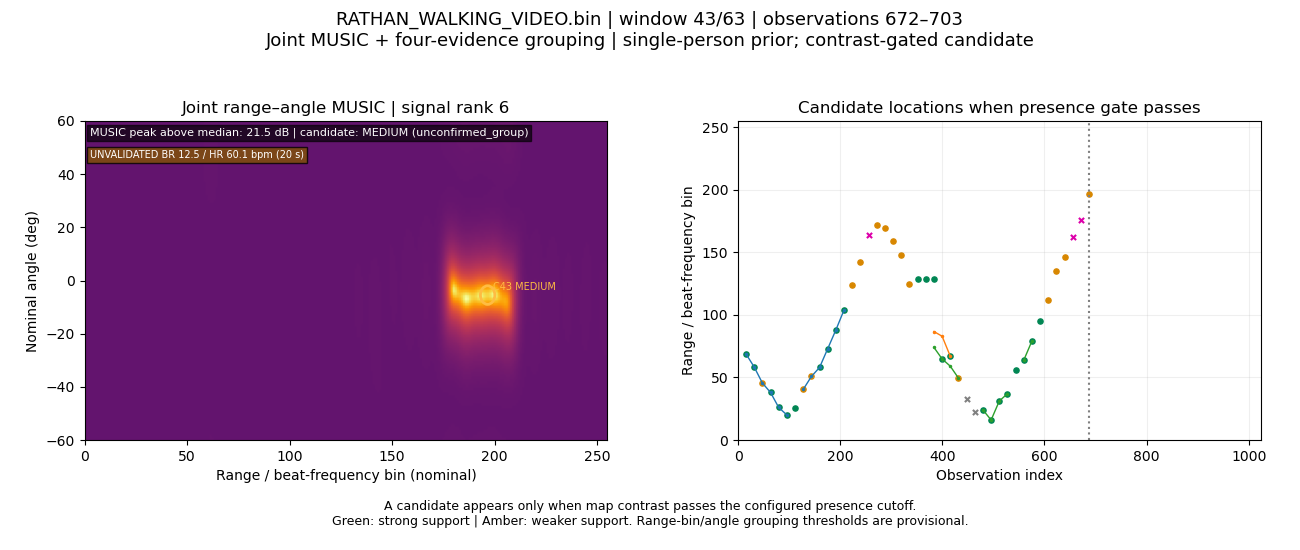 RATHAN_WALKING_VIDEO.bin | window 43/63 | observations 672–703
Joint MUSIC + four-evidence grouping | single-person prior; contrast-gated candidate
Joint range–angle MUSIC | signal rank 6
MUSIC peak above median: 21.5 dB | candidate: MEDIUM (unconfirmed_group)
UNVALIDATED BR 12.5 / HR 60.1 bpm (20 s)
C43 MEDIUM
60
40
20
0
−20
−40
−60
Nominal angle (deg)
0 50 100 150 200 250
Range / beat-frequency bin (nominal)
Candidate locations when presence gate passes
250
200
150
100
50
0
Range / beat-frequency bin
0 200 400 600 800 1000
Observation index
A candidate appears only when map contrast passes the configured presence cutoff.
Green: strong support | Amber: weaker support. Range-bin/angle grouping thresholds are provisional.